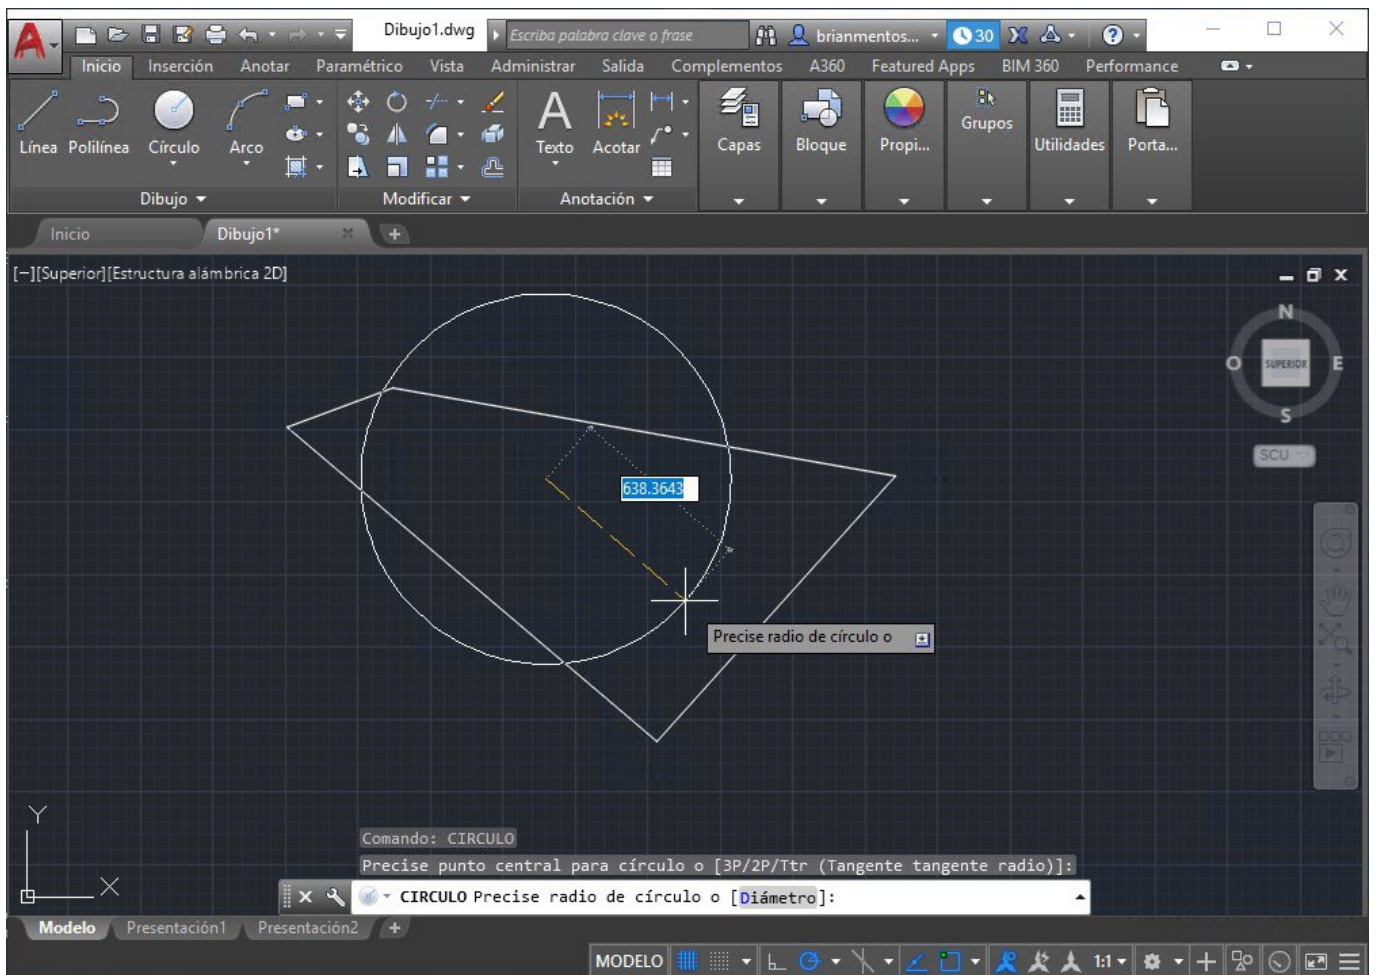 Dibujo1.dwg
Escriba palabra clave o frase
brianmentos...
30
Inicio Inserción Anotar Paramétrico Vista Administrar Salida Complementos A360 Featured Apps BIM 360 Performance
Línea Polilínea Círculo Arco Texto Acotar Capas Bloque Propi... Grupos Utilidades Porta...
Dibujo Modificar Anotación
Inicio Dibujo1* +
[−][Superior][Estructura alámbrica 2D]
N
O SUPERIOR E
S
SCU
638.3643
Precise radio de círculo o
Y
X
Comando: CIRCULO
Precise punto central para círculo o [3P/2P/Ttr (Tangente tangente radio)]:
CIRCULO Precise radio de círculo o [Diámetro]:
Modelo Presentación1 Presentación2 +
MODELO 1:1